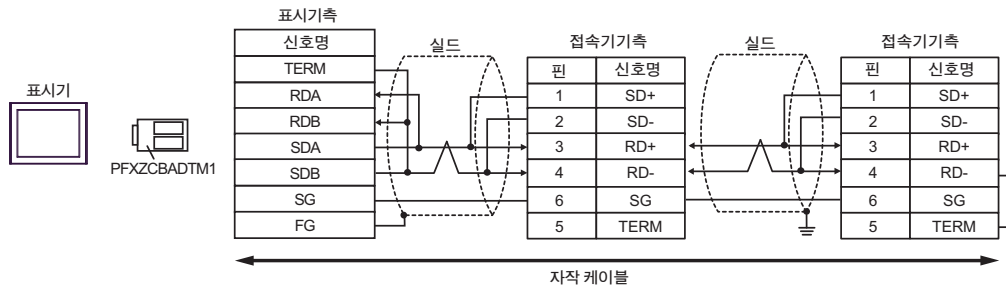 표시기
PFXZCBADTM1
표시기측
신호명
TERM
RDA
RDB
SDA
SDB
SG
FG
실드
접속기기측
핀 신호명
1 SD+
2 SD-
3 RD+
4 RD-
6 SG
5 TERM
실드
접속기기측
핀 신호명
1 SD+
2 SD-
3 RD+
4 RD-
6 SG
5 TERM
자작 케이블